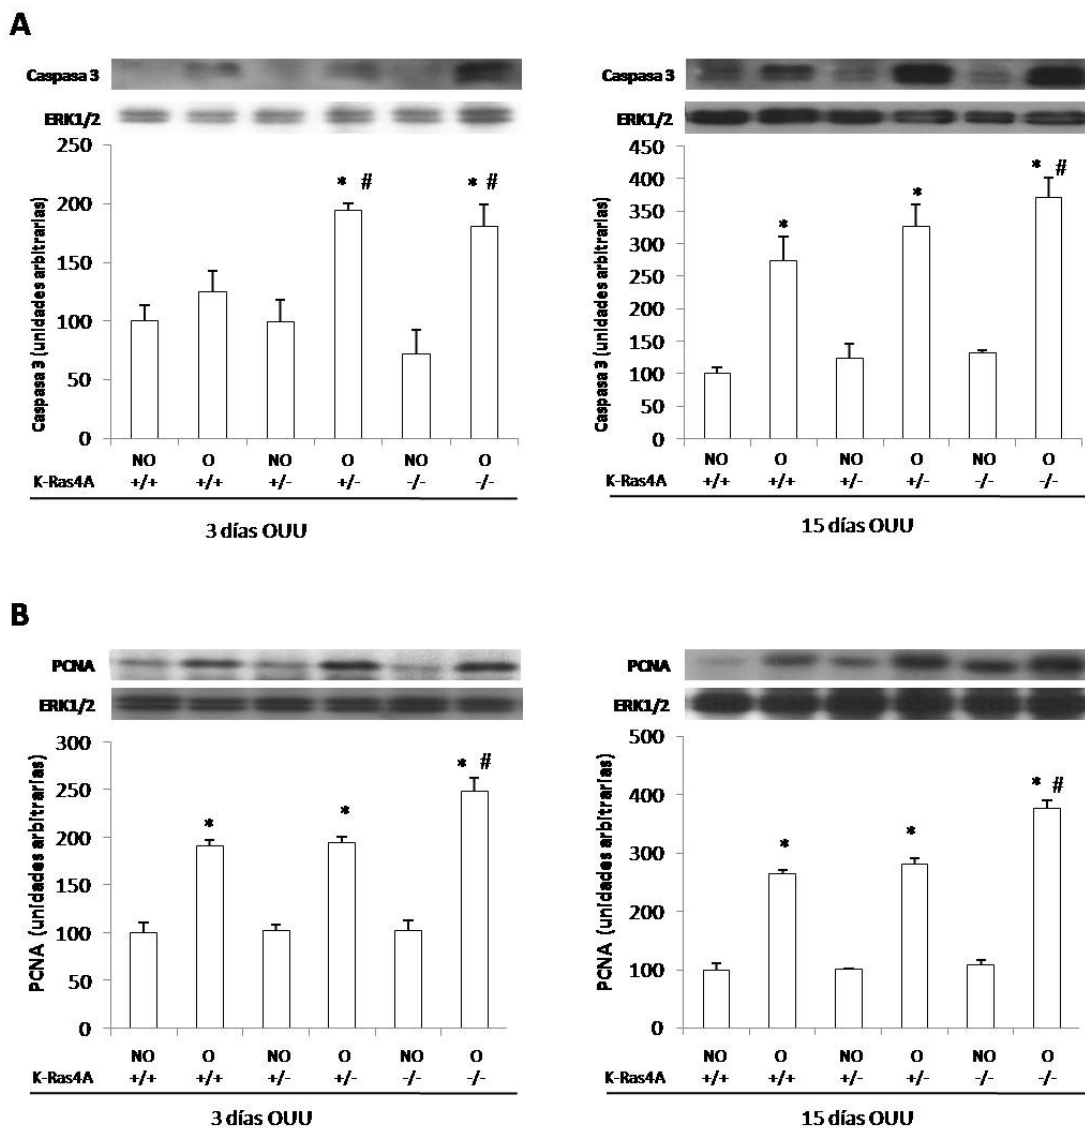 A
Caspasa 3
ERK1/2
250
200
150
100
50
0
Caspasa 3 (unidades arbitrarias)
* #
* #
NO O NO O NO O
K-Ras4A +/+ +/+ +/- +/- -/- -/-
3 días OUU
Caspasa 3
ERK1/2
450
400
350
300
250
200
150
100
50
0
Caspasa 3 (unidades arbitrarias)
*
*
* #
NO O NO O NO O
K-Ras4A +/+ +/+ +/- +/- -/- -/-
15 días OUU
B
PCNA
ERK1/2
300
250
200
150
100
50
0
PCNA (unidades arbitrarias)
*
*
* #
NO O NO O NO O
K-Ras4A +/+ +/+ +/- +/- -/- -/-
3 días OUU
PCNA
ERK1/2
500
400
300
200
100
0
PCNA (unidades arbitrarias)
*
*
* #
NO O NO O NO O
K-Ras4A +/+ +/+ +/- +/- -/- -/-
15 días OUU